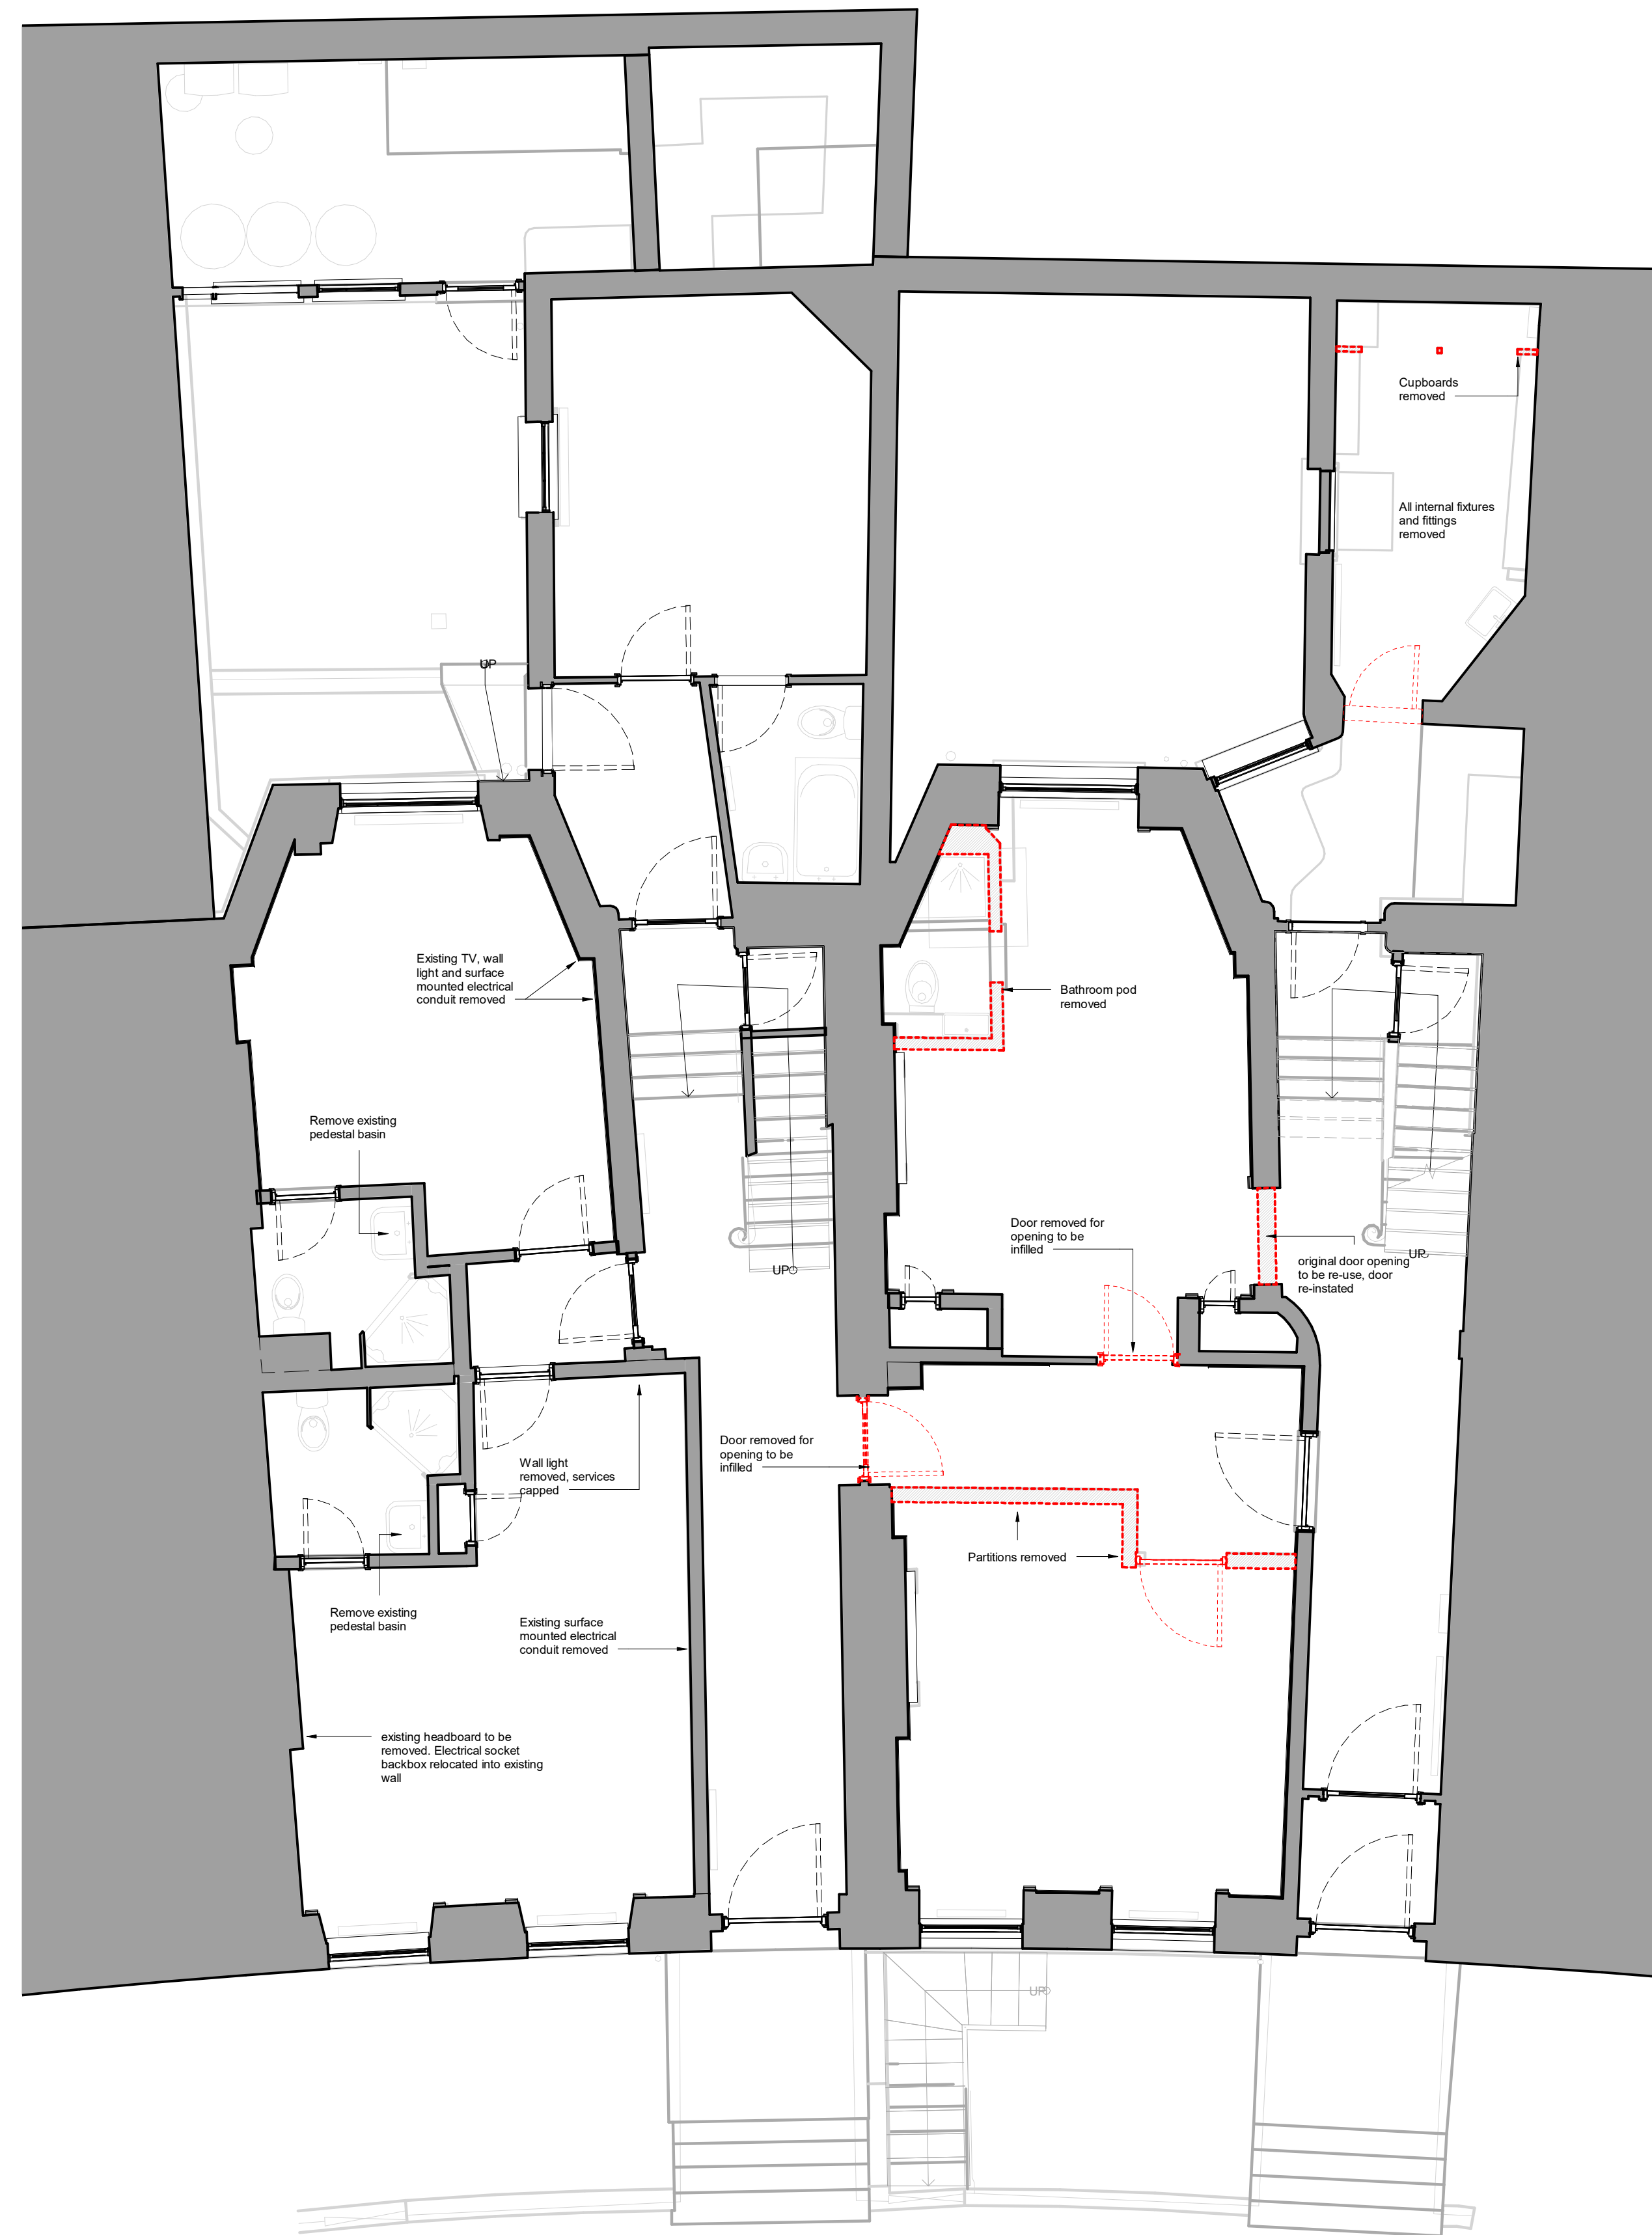 Cupboards
removed
All internal fixtures
and fittings
removed
UP
Existing TV, wall
light and surface
mounted electrical
conduit removed
Bathroom pod
removed
Remove existing
pedestal basin
Door removed for
opening to be
infilled
original door opening
to be re-use, door
re-instated
UP
UP
Door removed for
opening to be
infilled
Wall light
removed, services
capped
Partitions removed
Remove existing
pedestal basin
Existing surface
mounted electrical
conduit removed
existing headboard to be
removed. Electrical socket
backbox relocated into existing
wall
UP